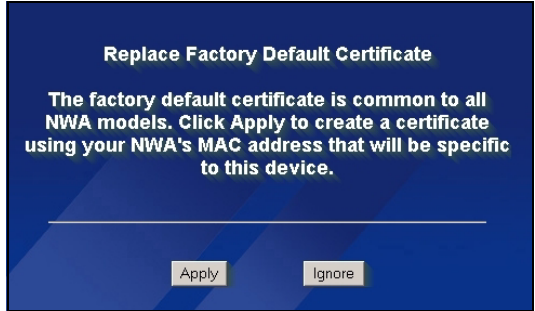 Replace Factory Default Certificate
The factory default certificate is common to all
NWA models. Click Apply to create a certificate
using your NWA's MAC address that will be specific
to this device.
Apply
Ignore